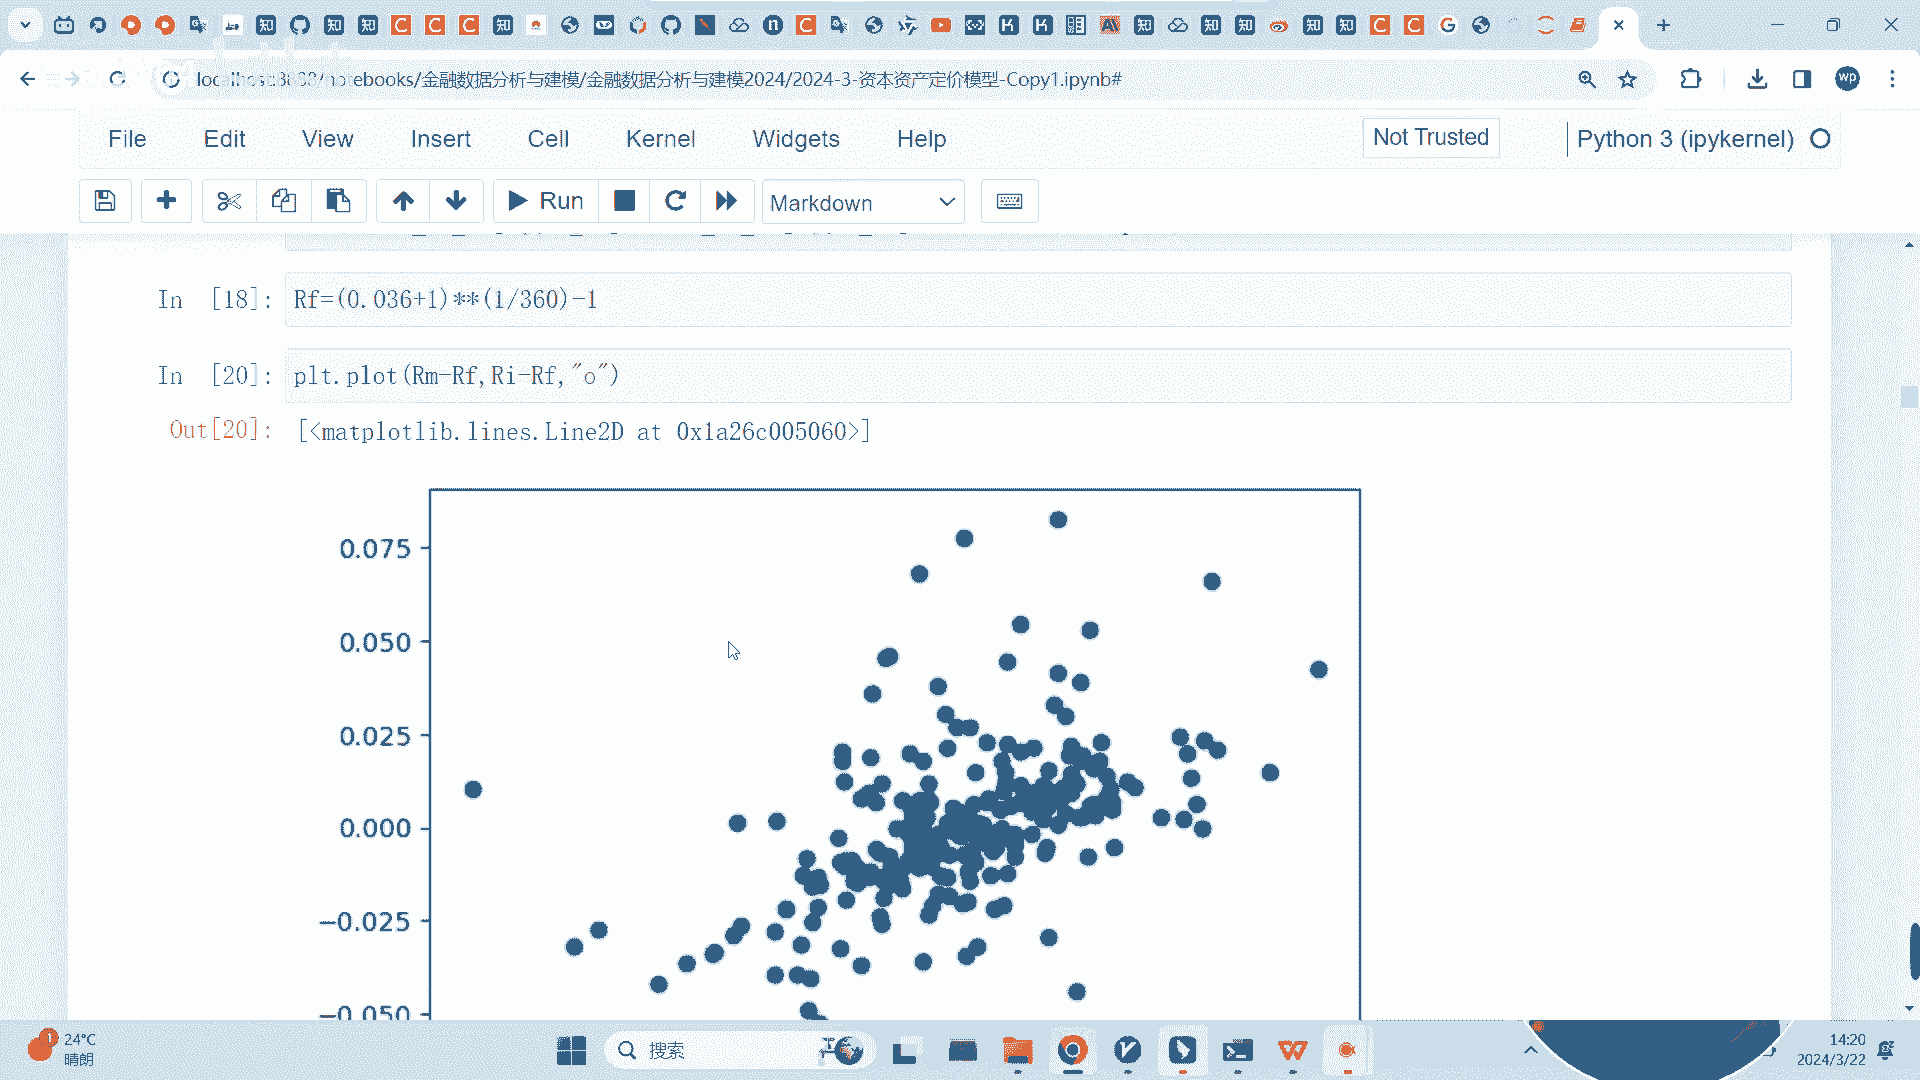 localhost:8888/notebooks/金融数据分析与建模/金融数据分析与建模2024/2024-3-资本资产定价模型-Copy1.ipynb#
wp
File Edit View Insert Cell Kernel Widgets Help Not Trusted Python 3 (ipykernel)
Run Markdown
In [18]: Rf=(0.036+1)**(1/360)-1
In [20]: plt.plot(Rm-Rf,Ri-Rf,"o")
Out[20]: [<matplotlib.lines.Line2D at 0x1a26c005060>]
0.075
0.050
0.025
0.000
−0.025
−0.050
24°C
晴朗
搜索
14:20
2024/3/22